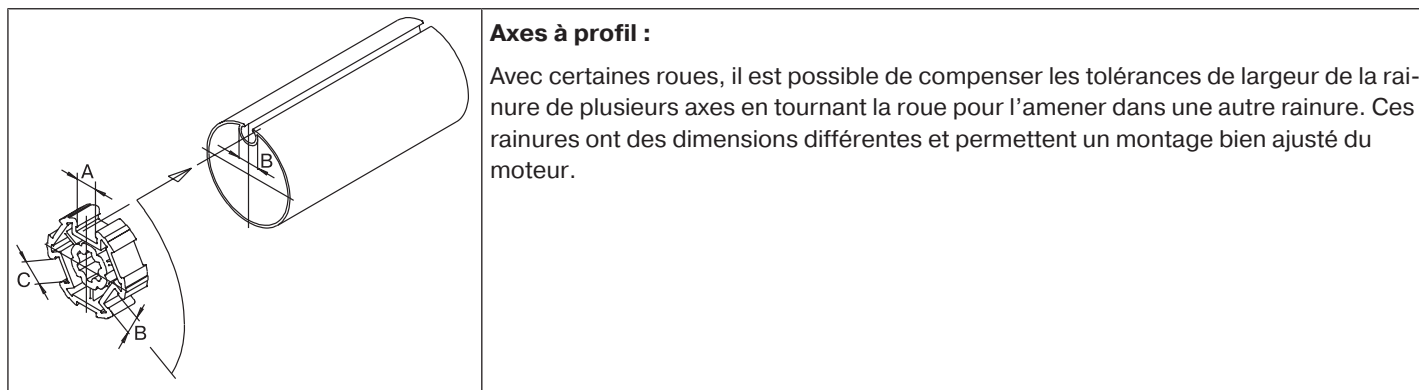 Axes à profil :
Avec certaines roues, il est possible de compenser les tolérances de largeur de la rai-
nure de plusieurs axes en tournant la roue pour l’amener dans une autre rainure. Ces
rainures ont des dimensions différentes et permettent un montage bien ajusté du
moteur.
B
A
C
B